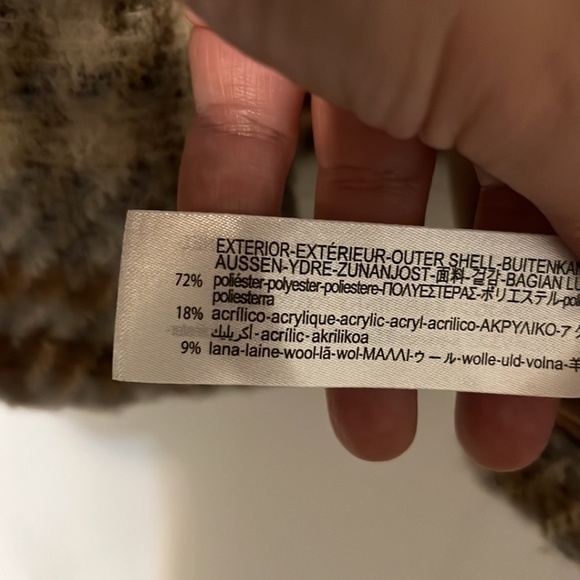 EXTERIOR-EXTÉRIEUR-OUTER SHELL-BUITENKAN
AUSSEN-YDRE-ZUNANJOST-面料-겉감-BAGIAN LU
72% poliéster-polyester-poliestere-ΠΟΛΥΕΣΤΕΡΑΣ-ポリエステル-pol
poliesterra
18% acrílico-acrylique-acrylic-acryl-acrilico-ΑΚΡΥΛΙΚΟ-アク
أكريليك-acrílic-akrilikoa
9% lana-laine-wool-lã-wol-ΜΑΛΛΙ-ウール-wolle-uld-volna-羊